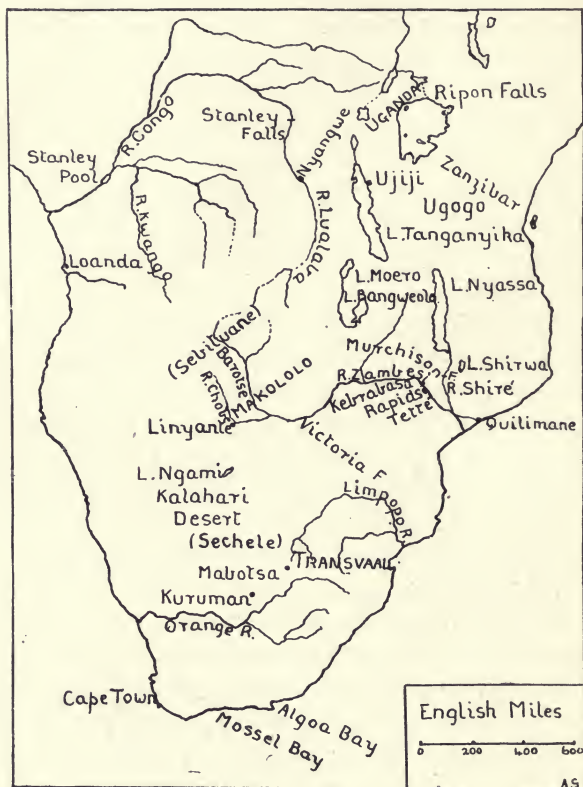 Ripon Falls
UGANDA
R. Congo
Stanley
Falls
Nyangwe
Stanley
Pool
Zanzibar
Ujiji
Ugogo
R. Kwango
R. Lualaba
L. Tanganyika
Loanda
L. Moero
L. Bangweolo
L. Nyassa
(Sebituane)
Barotse
Murchison F.
L. Shirwa
R. Zambesi
R. Shiré
R. Chobe
MAKOLOLO
Kebrabasa
Rapids
Tette
Linyante
Quilimane
Victoria F
L. Ngami
Kalahari
Desert
(Sechele)
Limpopo R.
TRANSVAAL
Mabotsa
Kuruman
Orange R.
Cape Town
Algoa Bay
Mossel Bay
English Miles
0 200 400 600
A.S.